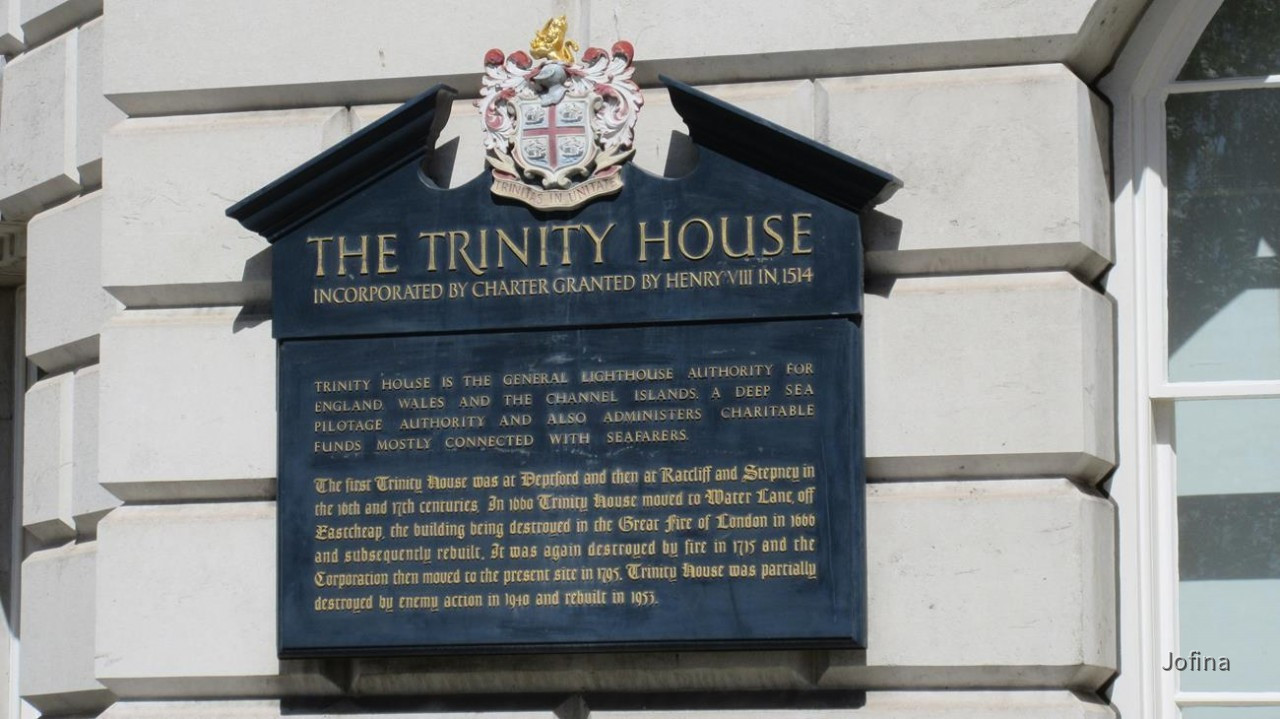 TRINITAS IN UNITATE
THE TRINITY HOUSE
INCORPORATED BY CHARTER GRANTED BY HENRY VIII IN 1514
TRINITY HOUSE IS THE GENERAL LIGHTHOUSE AUTHORITY FOR
ENGLAND, WALES AND THE CHANNEL ISLANDS, A DEEP SEA
PILOTAGE AUTHORITY AND ALSO ADMINISTERS CHARITABLE
FUNDS MOSTLY CONNECTED WITH SEAFARERS.
The first Trinity House was at Deptford and then at Ratcliff and Stepney in
the 16th and 17th centuries. In 1660 Trinity House moved to Water Lane, off
Eastcheap, the building being destroyed in the Great Fire of London in 1666
and subsequently rebuilt. It was again destroyed by fire in 1715 and the
Corporation then moved to the present site in 1795. Trinity House was partially
destroyed by enemy action in 1940 and rebuilt in 1953.
Jofina